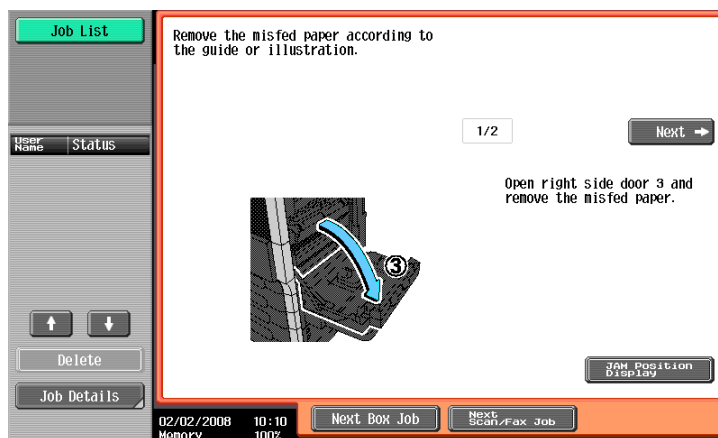 Job List
Remove the misfed paper according to
the guide or illustration.
1/2
Next
User
Name
Status
Open right side door 3 and
remove the misfed paper.
3
Delete
JAM Position
Display
Job Details
02/02/2008 10:10
Memory 100%
Next Box Job
Next
Scan/Fax Job